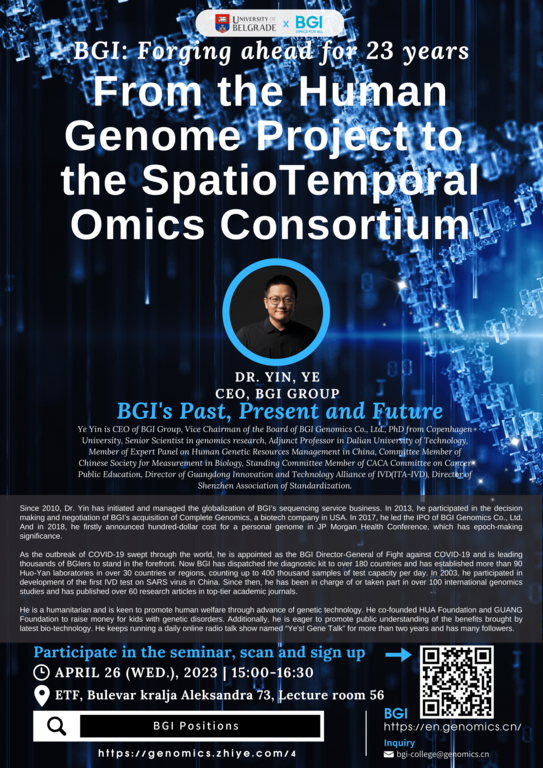 UNIVERSITY OF
BELGRADE
x
BGI
OMICS FOR ALL
BGI: Forging ahead for 23 years
From the Human
Genome Project to
the SpatioTemporal
Omics Consortium
DR. YIN, YE
CEO, BGI GROUP
BGI's Past, Present and Future
Ye Yin is CEO of BGI Group, Vice Chairman of the Board of BGI Genomics Co., Ltd., PhD from Copenhagen
University, Senior Scientist in genomics research, Adjunct Professor in Dalian University of Technology,
Member of Expert Panel on Human Genetic Resources Management in China, Committee Member of
Chinese Society for Measurement in Biology, Standing Committee Member of CACA Committee on Cancer
Public Education, Director of Guangdong Innovation and Technology Alliance of IVD(ITA-IVD), Director of
Shenzhen Association of Standardization.
Since 2010, Dr. Yin has initiated and managed the globalization of BGI's sequencing service business. In 2013, he participated in the decision
making and negotiation of BGI's acquisition of Complete Genomics, a biotech company in USA. In 2017, he led the IPO of BGI Genomics Co., Ltd.
And in 2018, he firstly announced hundred-dollar cost for a personal genome in JP Morgan Health Conference, which has epoch-making
significance.
As the outbreak of COVID-19 swept through the world, he is appointed as the BGI Director-General of Fight against COVID-19 and is leading
thousands of BGIers to stand in the forefront. Now BGI has dispatched the diagnostic kit to over 180 countries and has established more than 90
Huo-Yan laboratories in over 30 countries or regions, counting up to 400 thousand samples of test capacity per day. In 2003, he participated in
development of the first IVD test on SARS virus in China. Since then, he has been in charge of or taken part in over 100 international genomics
studies and has published over 60 research articles in top-tier academic journals.
He is a humanitarian and is keen to promote human welfare through advance of genetic technology. He co-founded HUA Foundation and GUANG
Foundation to raise money for kids with genetic disorders. Additionally, he is eager to promote public understanding of the benefits brought by
latest bio-technology. He keeps running a daily online radio talk show named "Ye's! Gene Talk" for more than two years and has many followers.
Participate in the seminar, scan and sign up
APRIL 26 (WED.), 2023 | 15:00-16:30
ETF, Bulevar kralja Aleksandra 73, Lecture room 56
BGI Positions
https://genomics.zhiye.com/4
BGI
https://en.genomics.cn/
Inquiry
bgi-college@genomics.cn